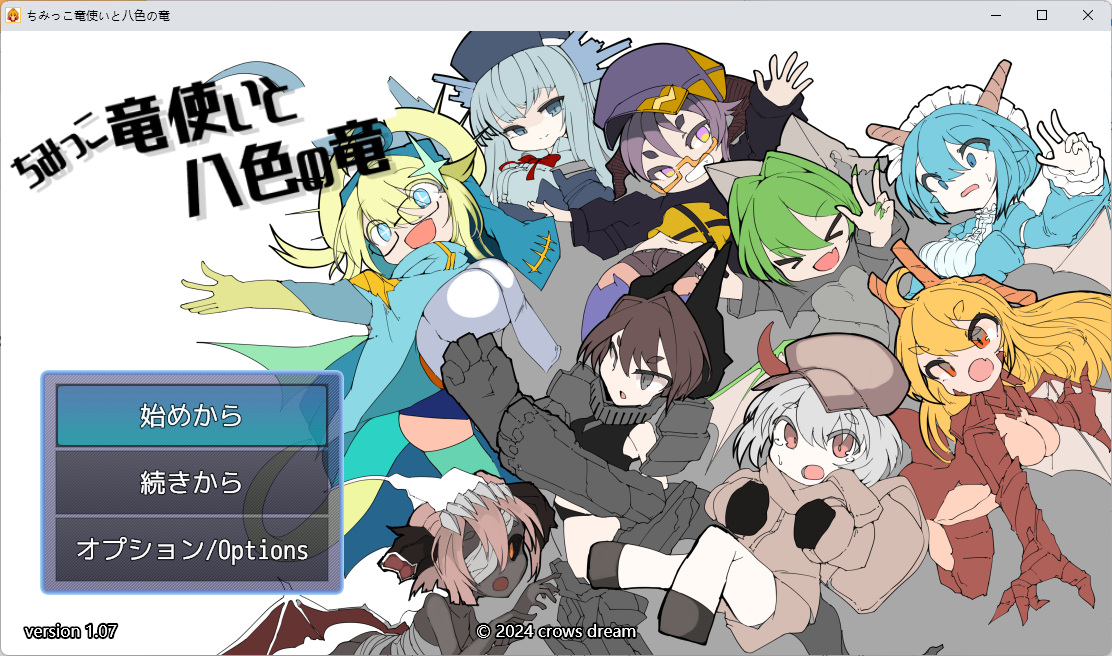 ちみっこ竜使いと八色の竜
ちみっこ竜使いと
八色の竜
始めから
続きから
オプション/Options
version 1.07
© 2024 crows dream